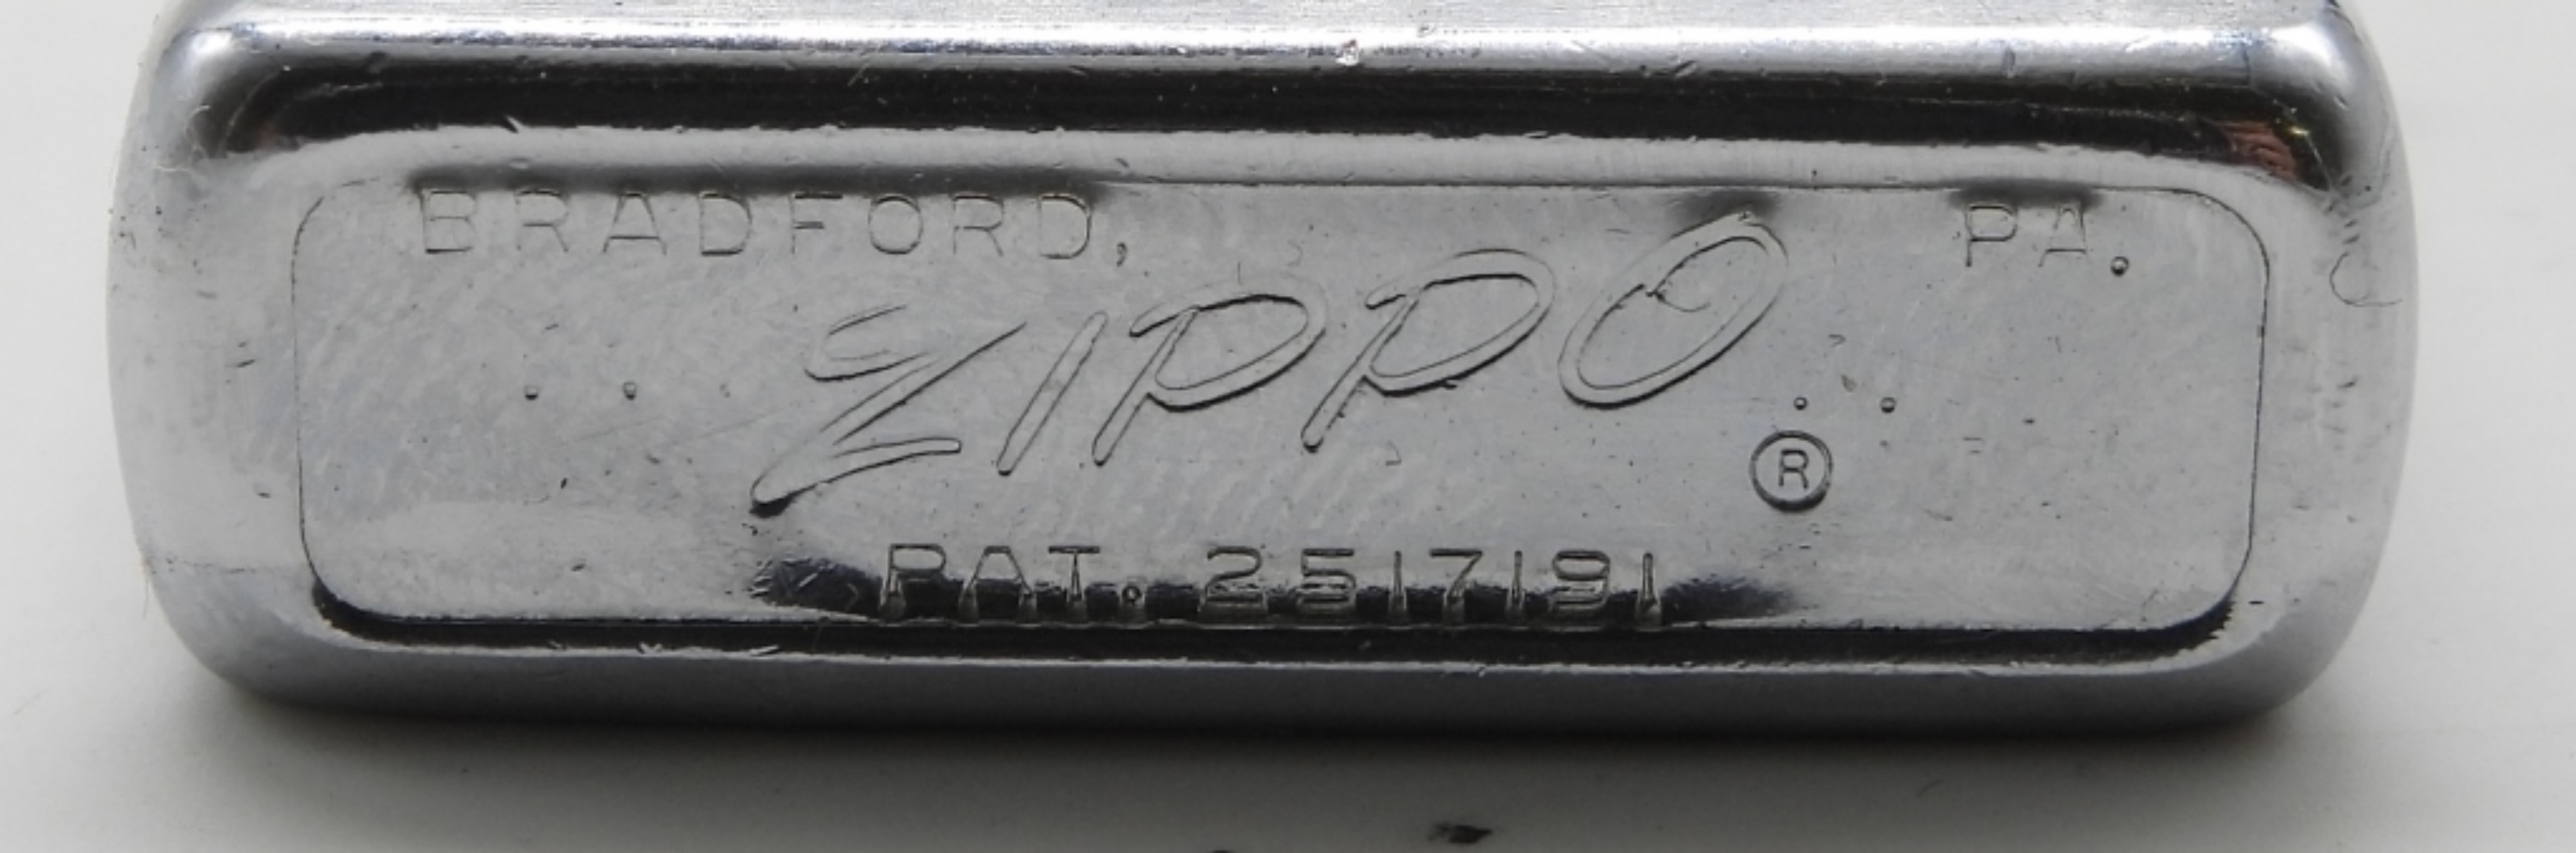 BRADFORD, PA.
ZIPPO
.. ..
®
PAT. 2517191